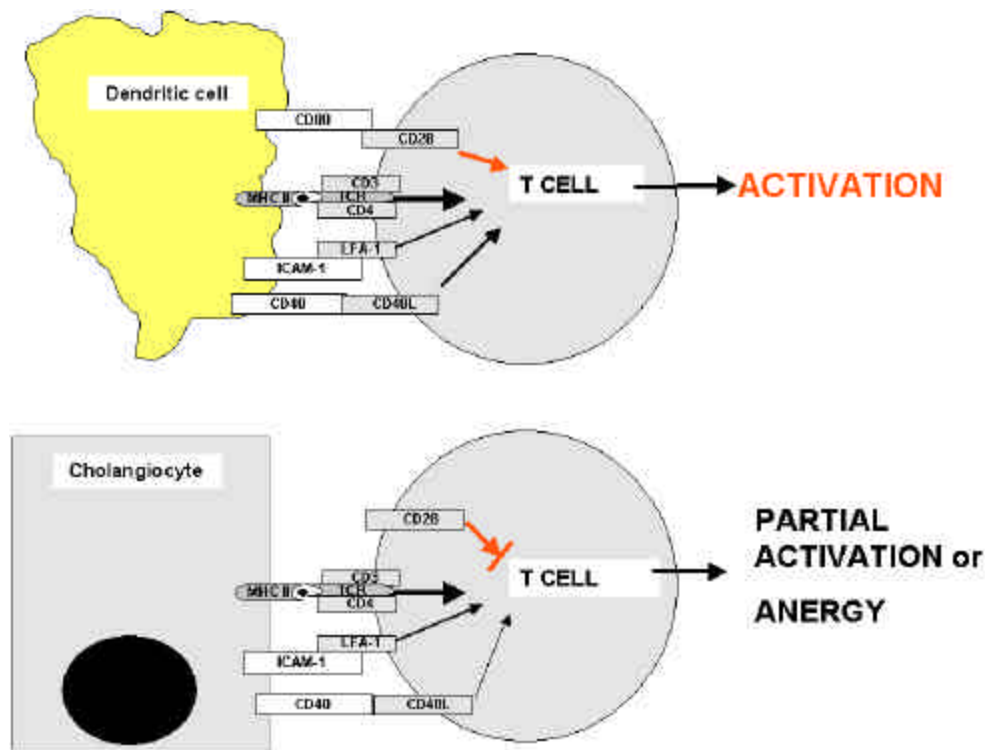 Dendritic cell
CD80
CD28
CD3
MHC II
TCR
CD4
T CELL
ACTIVATION
LFA-1
ICAM-1
CD40
CD40L
Cholangiocyte
CD28
PARTIAL
ACTIVATION or
ANERGY
CD3
MHC II
TCR
CD4
T CELL
LFA-1
ICAM-1
CD40
CD40L